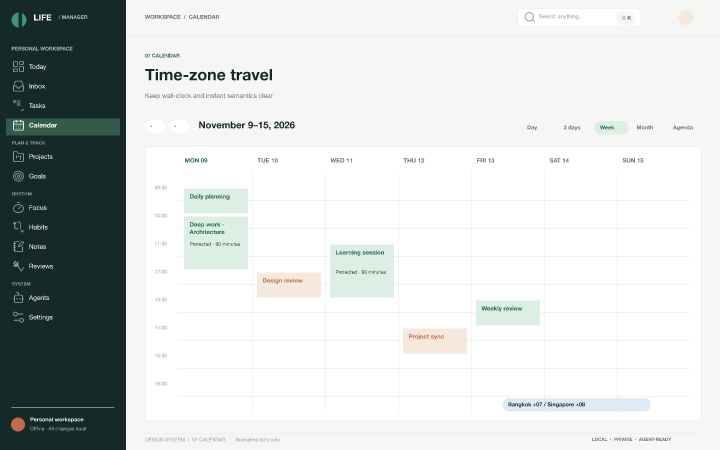 LIFE / MANAGER
PERSONAL WORKSPACE
Today
Inbox
Tasks
Calendar
PLAN & TRACK
Projects
Goals
RHYTHM
Focus
Habits
Notes
Reviews
SYSTEM
Agents
Settings
Personal workspace
Offline · All changes local
WORKSPACE / CALENDAR
Search anything...
⌘ K
07 CALENDAR
Time-zone travel
Keep wall-clock and instant semantics clear
November 9–15, 2026
Day 3 days Week Month Agenda
MON 09 TUE 10 WED 11 THU 12 FRI 13 SAT 14 SUN 15
09:00
Daily planning
10:00
Deep work ·
Architecture
Protected · 90 minutes
11:00
Learning session
Protected · 90 minutes
12:00
Design review
13:00
Weekly review
14:00
Project sync
15:00
16:00
Bangkok +07 / Singapore +08
DESIGN SYSTEM / 07 CALENDAR · Illustrative data only
LOCAL · PRIVATE · AGENT-READY